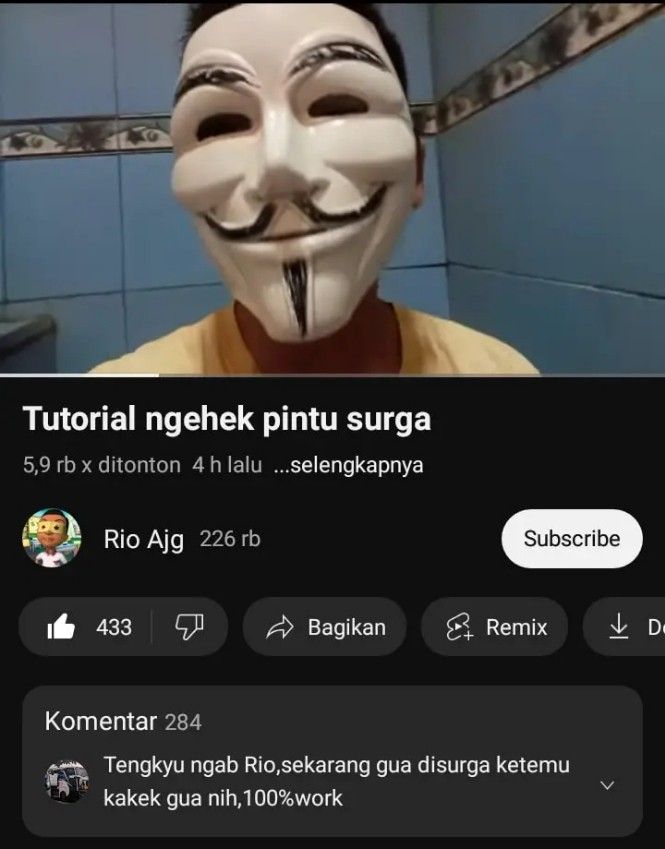 Tutorial ngehek pintu surga
5,9 rb x ditonton 4 h lalu ...selengkapnya
Rio Ajg 226 rb
Subscribe
433
Bagikan
Remix
Komentar 284
Tengkyu ngab Rio,sekarang gua disurga ketemu
kakek gua nih,100%work